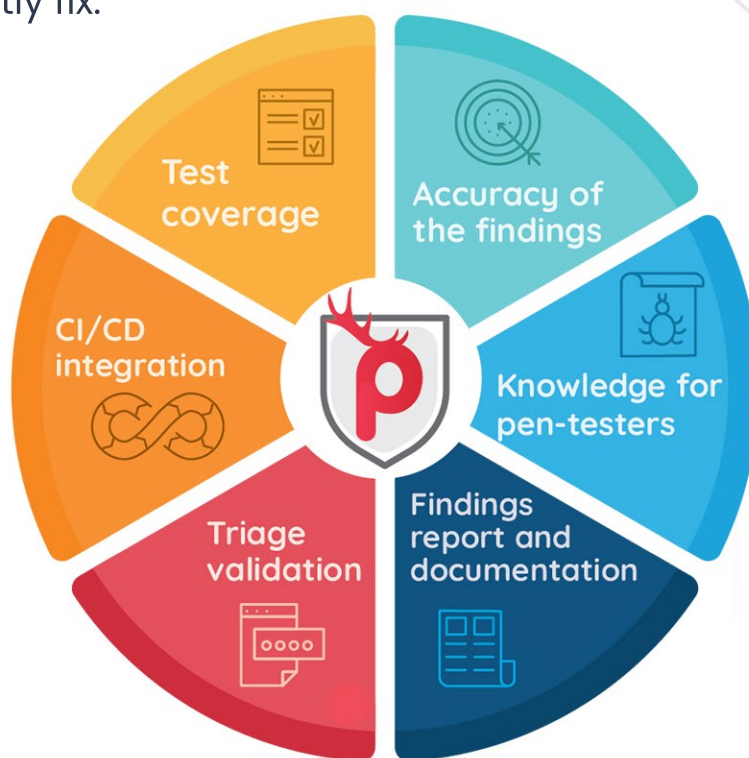 fix.
Test
coverage
Accuracy of
the findings
CI/CD
integration
Knowledge for
pen-testers
Triage
validation
Findings
report and
documentation
p